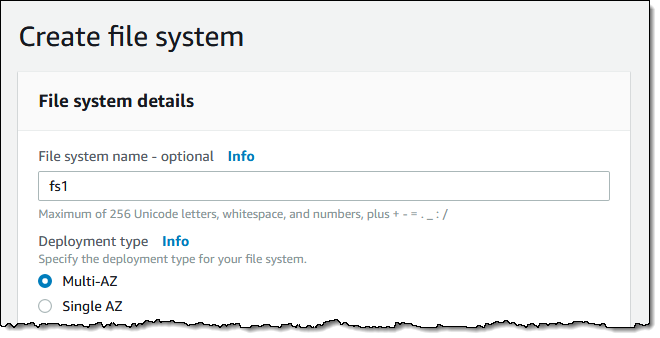 Create file system
File system details
File system name - optional Info
fs1
Maximum of 256 Unicode letters, whitespace, and numbers, plus + - = . _ : /
Deployment type Info
Specify the deployment type for your file system.
Multi-AZ
Single AZ